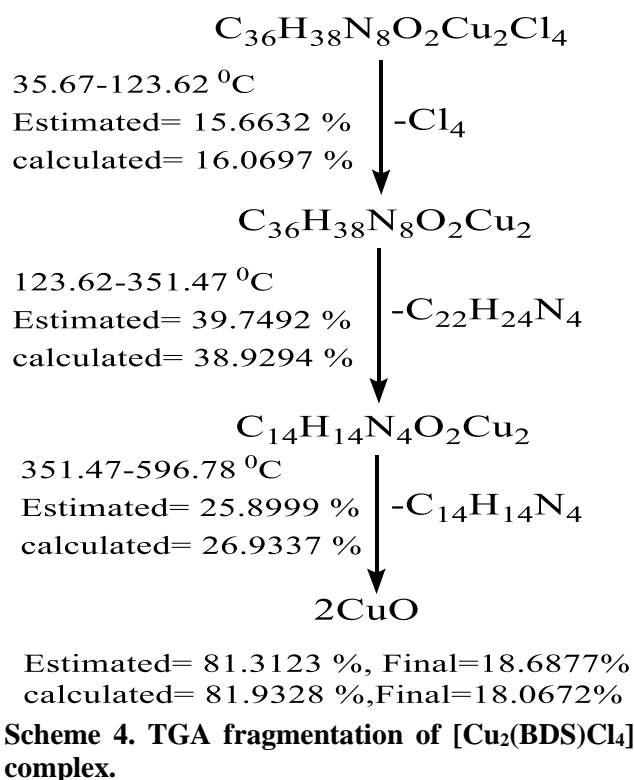 C₃₆H₃₈N₈O₂Cu₂Cl₄
35.67-123.62 ⁰C
Estimated= 15.6632 %
-Cl₄
calculated= 16.0697 %
C₃₆H₃₈N₈O₂Cu₂
123.62-351.47 ⁰C
Estimated= 39.7492 %
-C₂₂H₂₄N₄
calculated= 38.9294 %
C₁₄H₁₄N₄O₂Cu₂
351.47-596.78 ⁰C
Estimated= 25.8999 %
-C₁₄H₁₄N₄
calculated= 26.9337 %
2CuO
Estimated= 81.3123 %, Final=18.6877%
calculated= 81.9328 %,Final=18.0672%
Scheme 4. TGA fragmentation of [Cu₂(BDS)Cl₄]
complex.